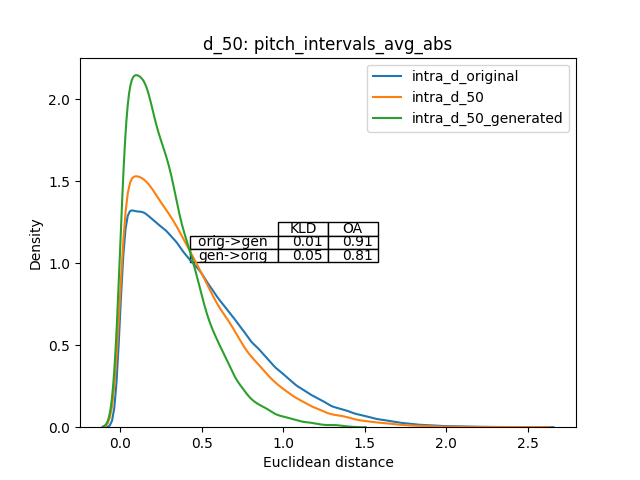 d_50: pitch_intervals_avg_abs
intra_d_original
intra_d_50
intra_d_50_generated
KLD OA
orig->gen 0.01 0.91
gen->orig 0.05 0.81
Density
2.0
1.5
1.0
0.5
0.0
0.0 0.5 1.0 1.5 2.0 2.5
Euclidean distance